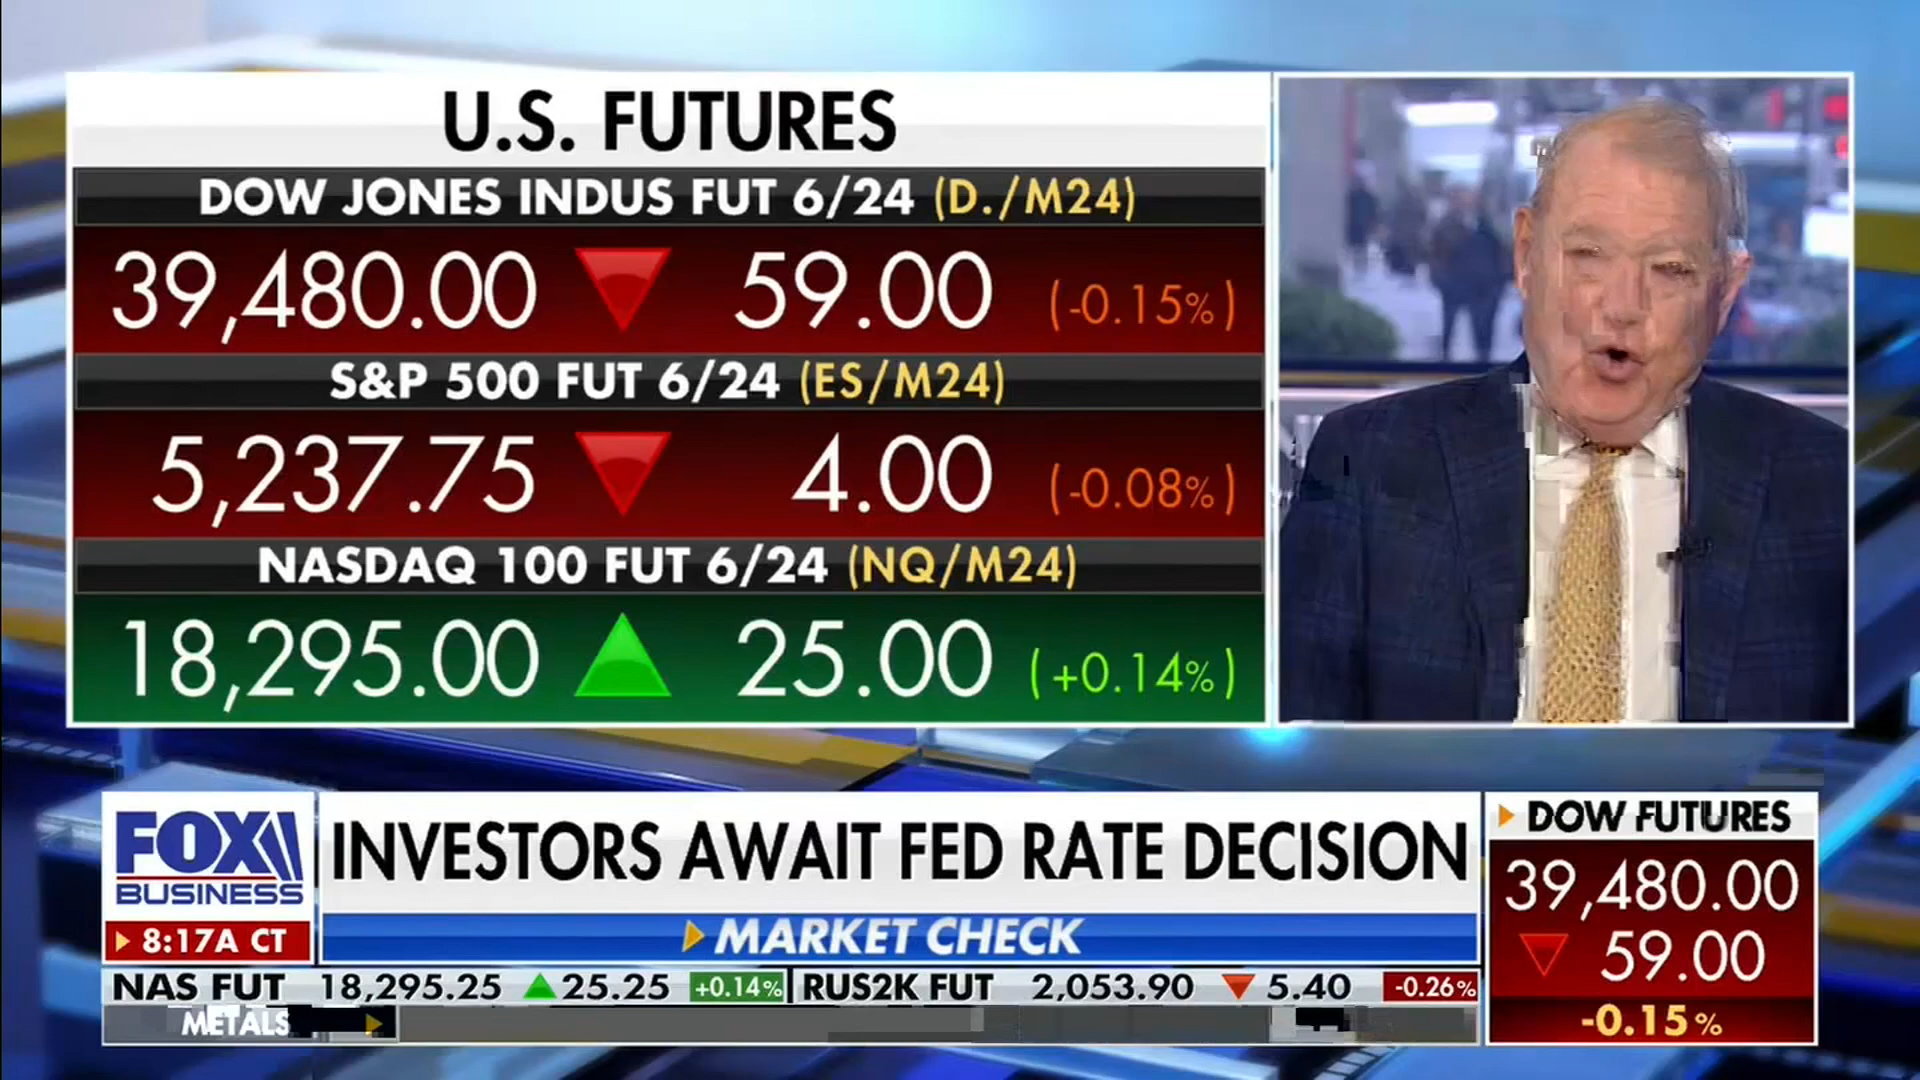 U.S. FUTURES
DOW JONES INDUS FUT 6/24 (D./M24)
39,480.00 59.00 (-0.15%)
S&P 500 FUT 6/24 (ES/M24)
5,237.75 4.00 (-0.08%)
NASDAQ 100 FUT 6/24 (NQ/M24)
18,295.00 25.00 (+0.14%)
FOX
BUSINESS
8:17A CT
INVESTORS AWAIT FED RATE DECISION
MARKET CHECK
DOW FUTURES
39,480.00
59.00
-0.15%
NAS FUT 18,295.25 25.25 +0.14% RUS2K FUT 2,053.90 5.40 -0.26%
METALS